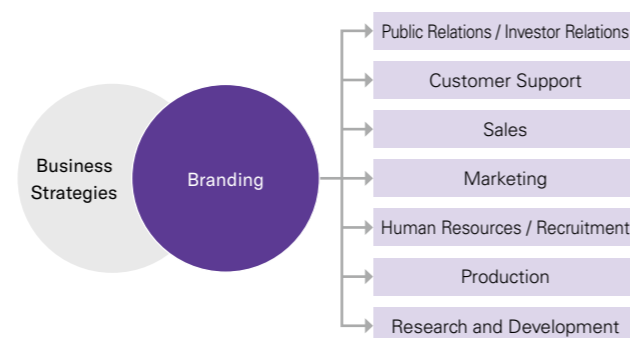 Business
Strategies
Branding
Public Relations / Investor Relations
Customer Support
Sales
Marketing
Human Resources / Recruitment
Production
Research and Development